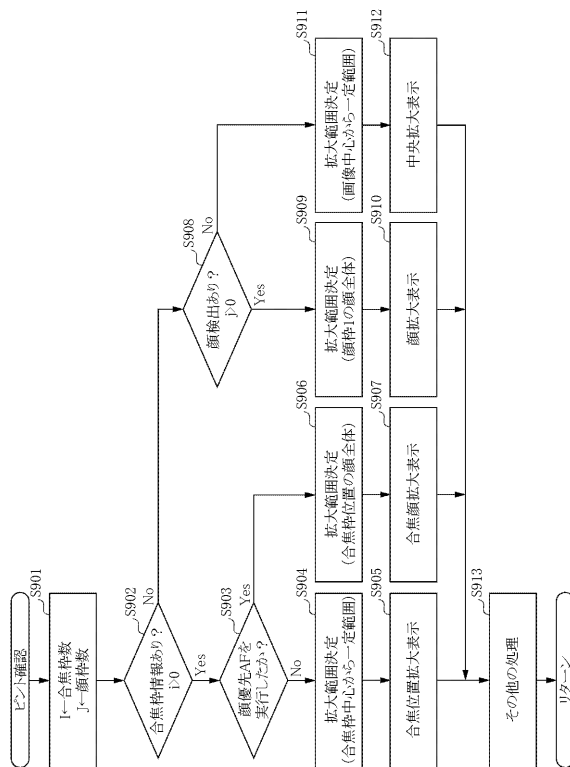 ピント確認
S901
I←合焦枠数
J←顔枠数
S902
合焦枠情報あり?
i>0
No
Yes
S903
顔優先AFを
実行したか?
Yes
No
S904
拡大範囲決定
(合焦枠中心から一定範囲)
S905
合焦位置拡大表示
S906
拡大範囲決定
(合焦枠位置の顔全体)
S907
合焦顔拡大表示
S908
顔検出あり?
j>0
No
Yes
S909
拡大範囲決定
(顔枠1の顔全体)
S910
顔拡大表示
S911
拡大範囲決定
(画像中心から一定範囲)
S912
中央拡大表示
S913
その他の処理
リターン